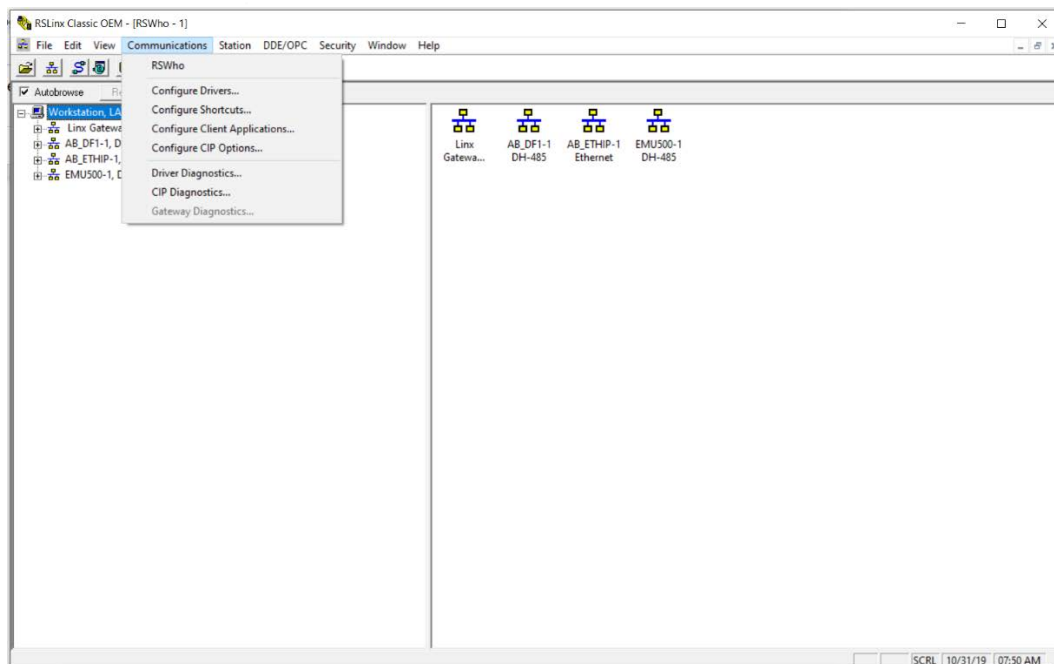 RSLinx Classic OEM - [RSWho - 1]
File Edit View Communications Station DDE/OPC Security Window Help
RSWho
Configure Drivers...
Configure Shortcuts...
Configure Client Applications...
Configure CIP Options...
Driver Diagnostics...
CIP Diagnostics...
Gateway Diagnostics...
Autobrowse
Workstation, LA
Linx Gatewa
AB_DF1-1, D
AB_ETHIP-1,
EMU500-1, D
Linx
Gatewa...
AB_DF1-1
DH-485
AB_ETHIP-1
Ethernet
EMU500-1
DH-485
SCRL 10/31/19 07:50 AM